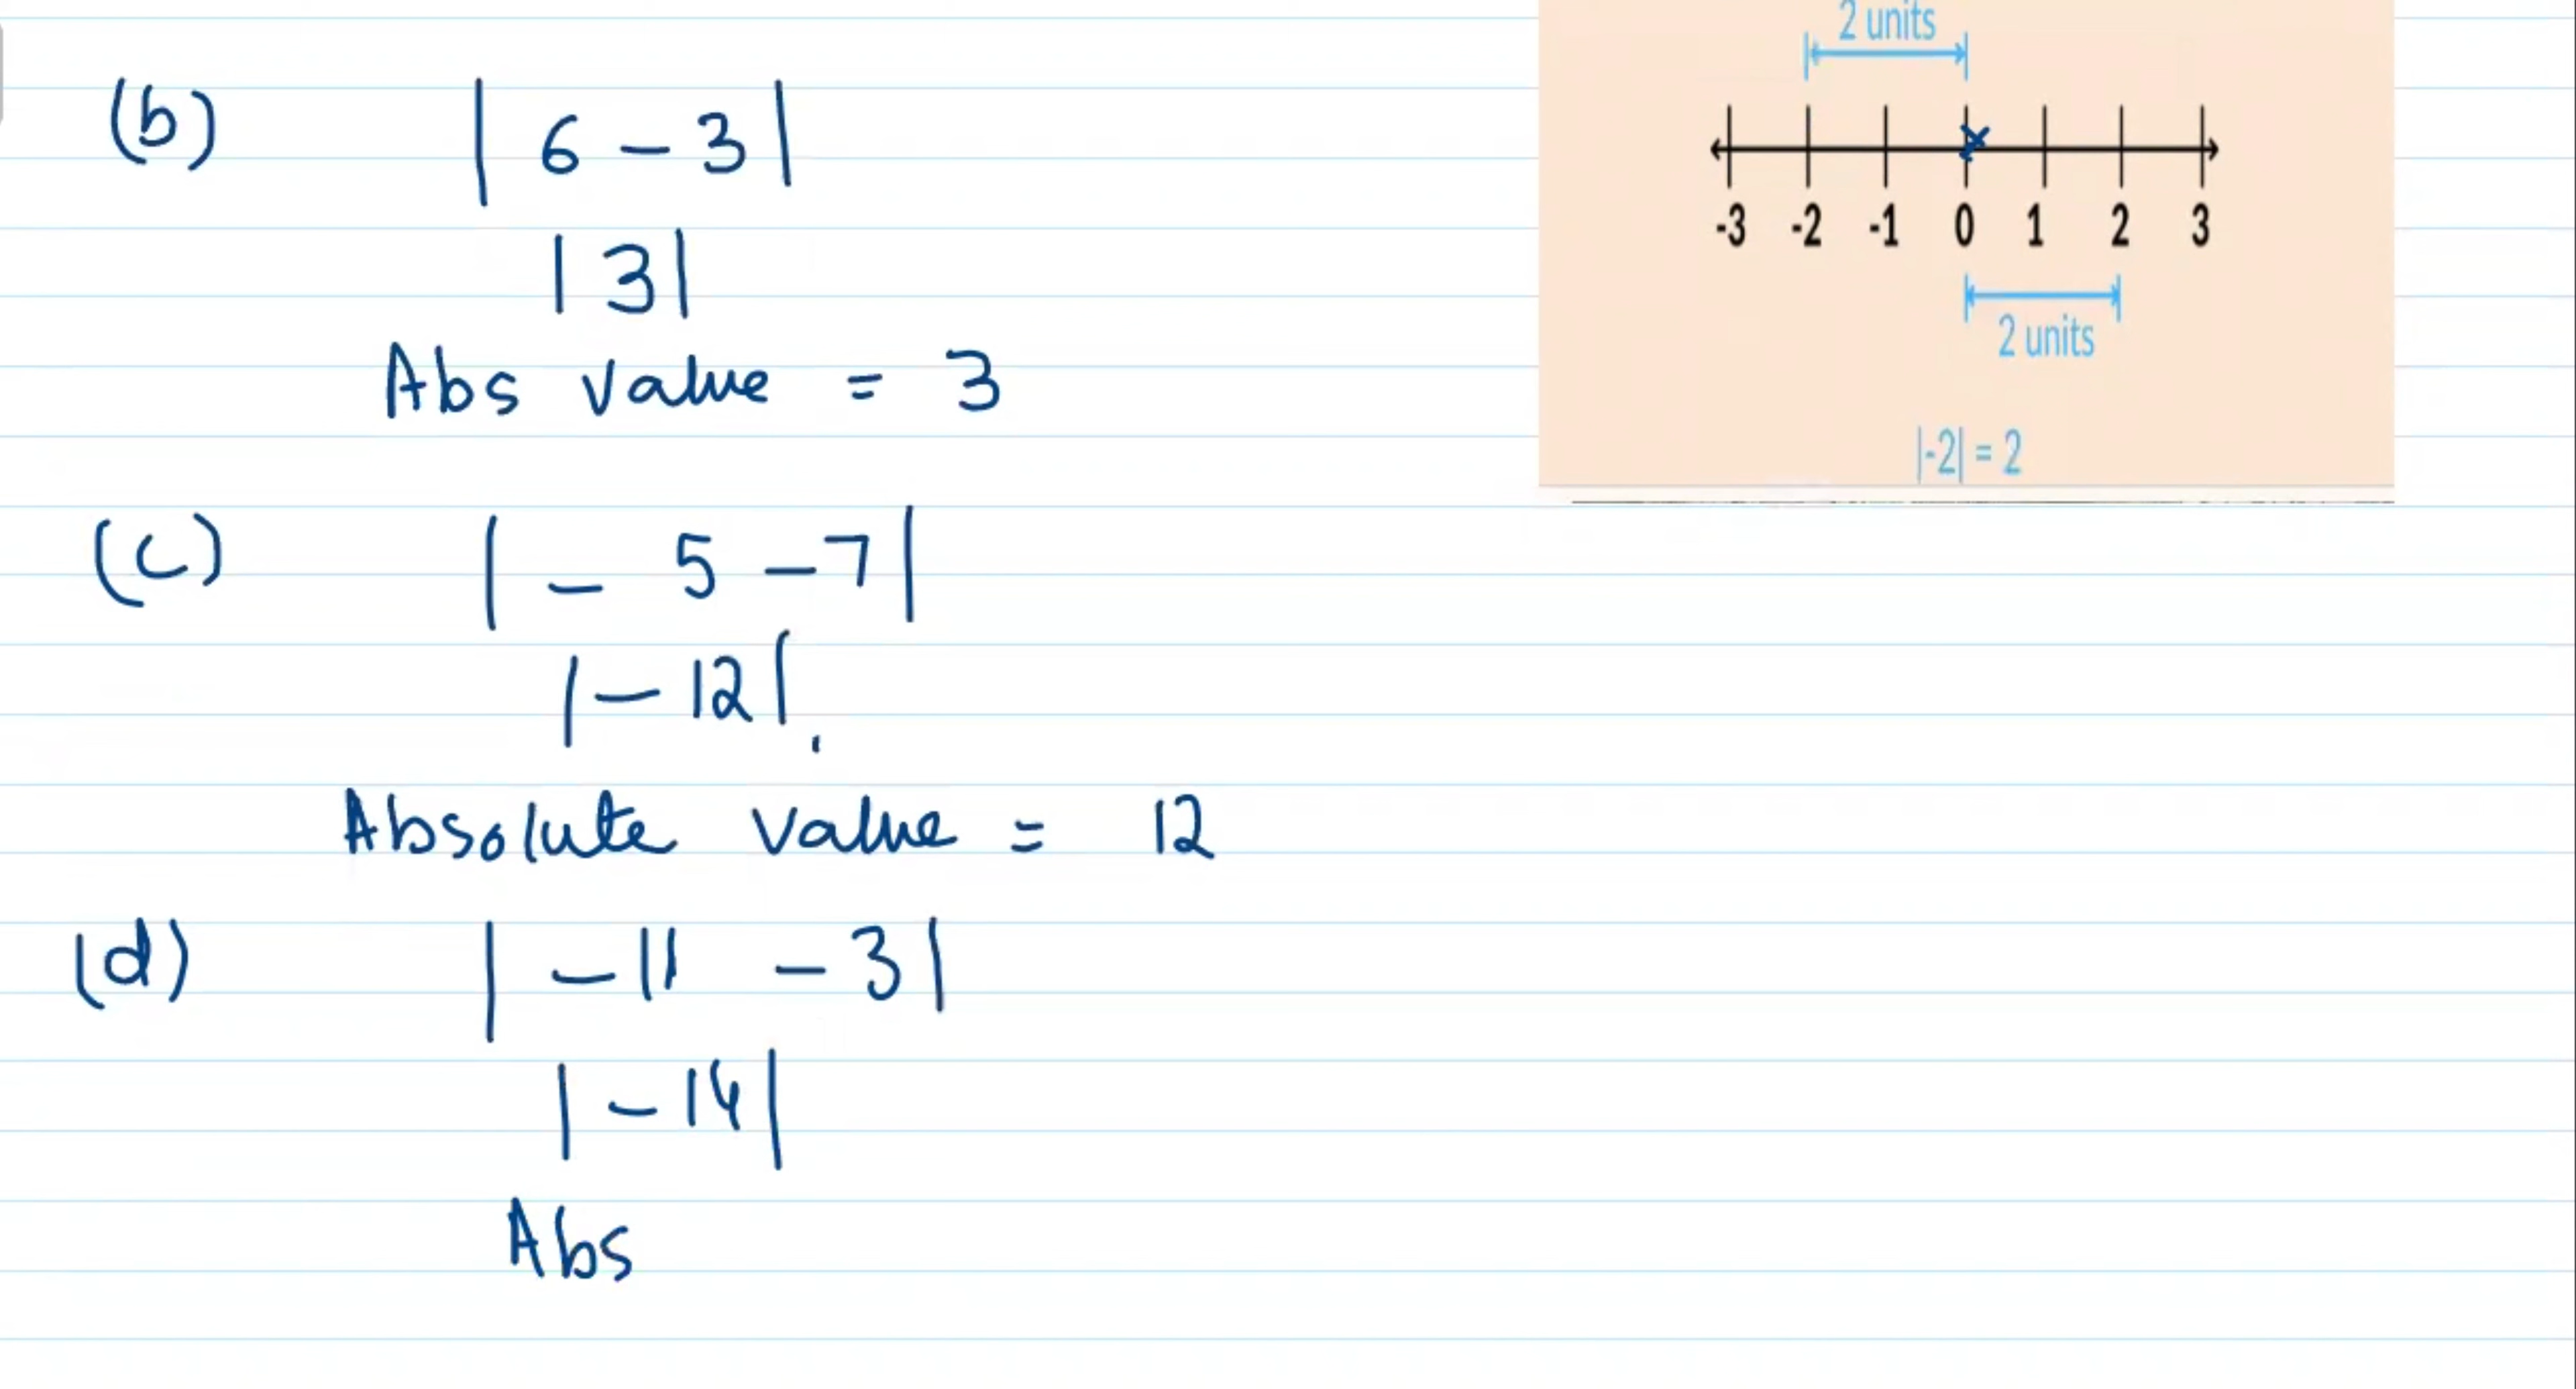 (b) | 6 - 3 |
| 3 |
Abs value = 3
(c) | - 5 - 7 |
| - 12 | .
Absolute value = 12
(d) | - 11 - 3 |
| - 14 |
Abs
2 units
-3 -2 -1 0 1 2 3
2 units
|-2| = 2